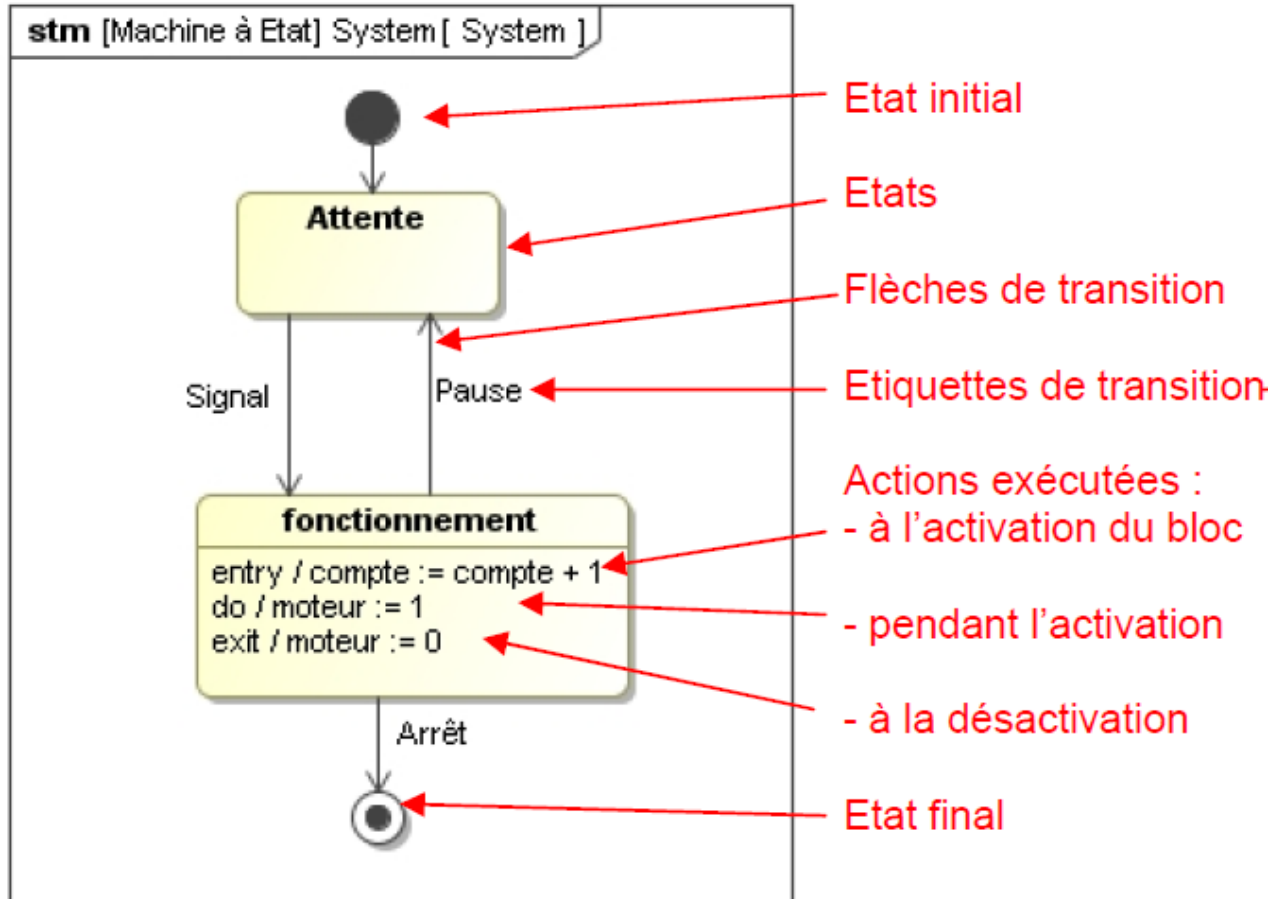 stm [Machine à Etat] System[ System ]
Etat initial
Attente
Etats
Flèches de transition
Signal
Pause
Etiquettes de transition
Actions exécutées :
- à l’activation du bloc
fonctionnement
entry / compte := compte + 1
do / moteur := 1
exit / moteur := 0
- pendant l’activation
- à la désactivation
Arrêt
Etat final